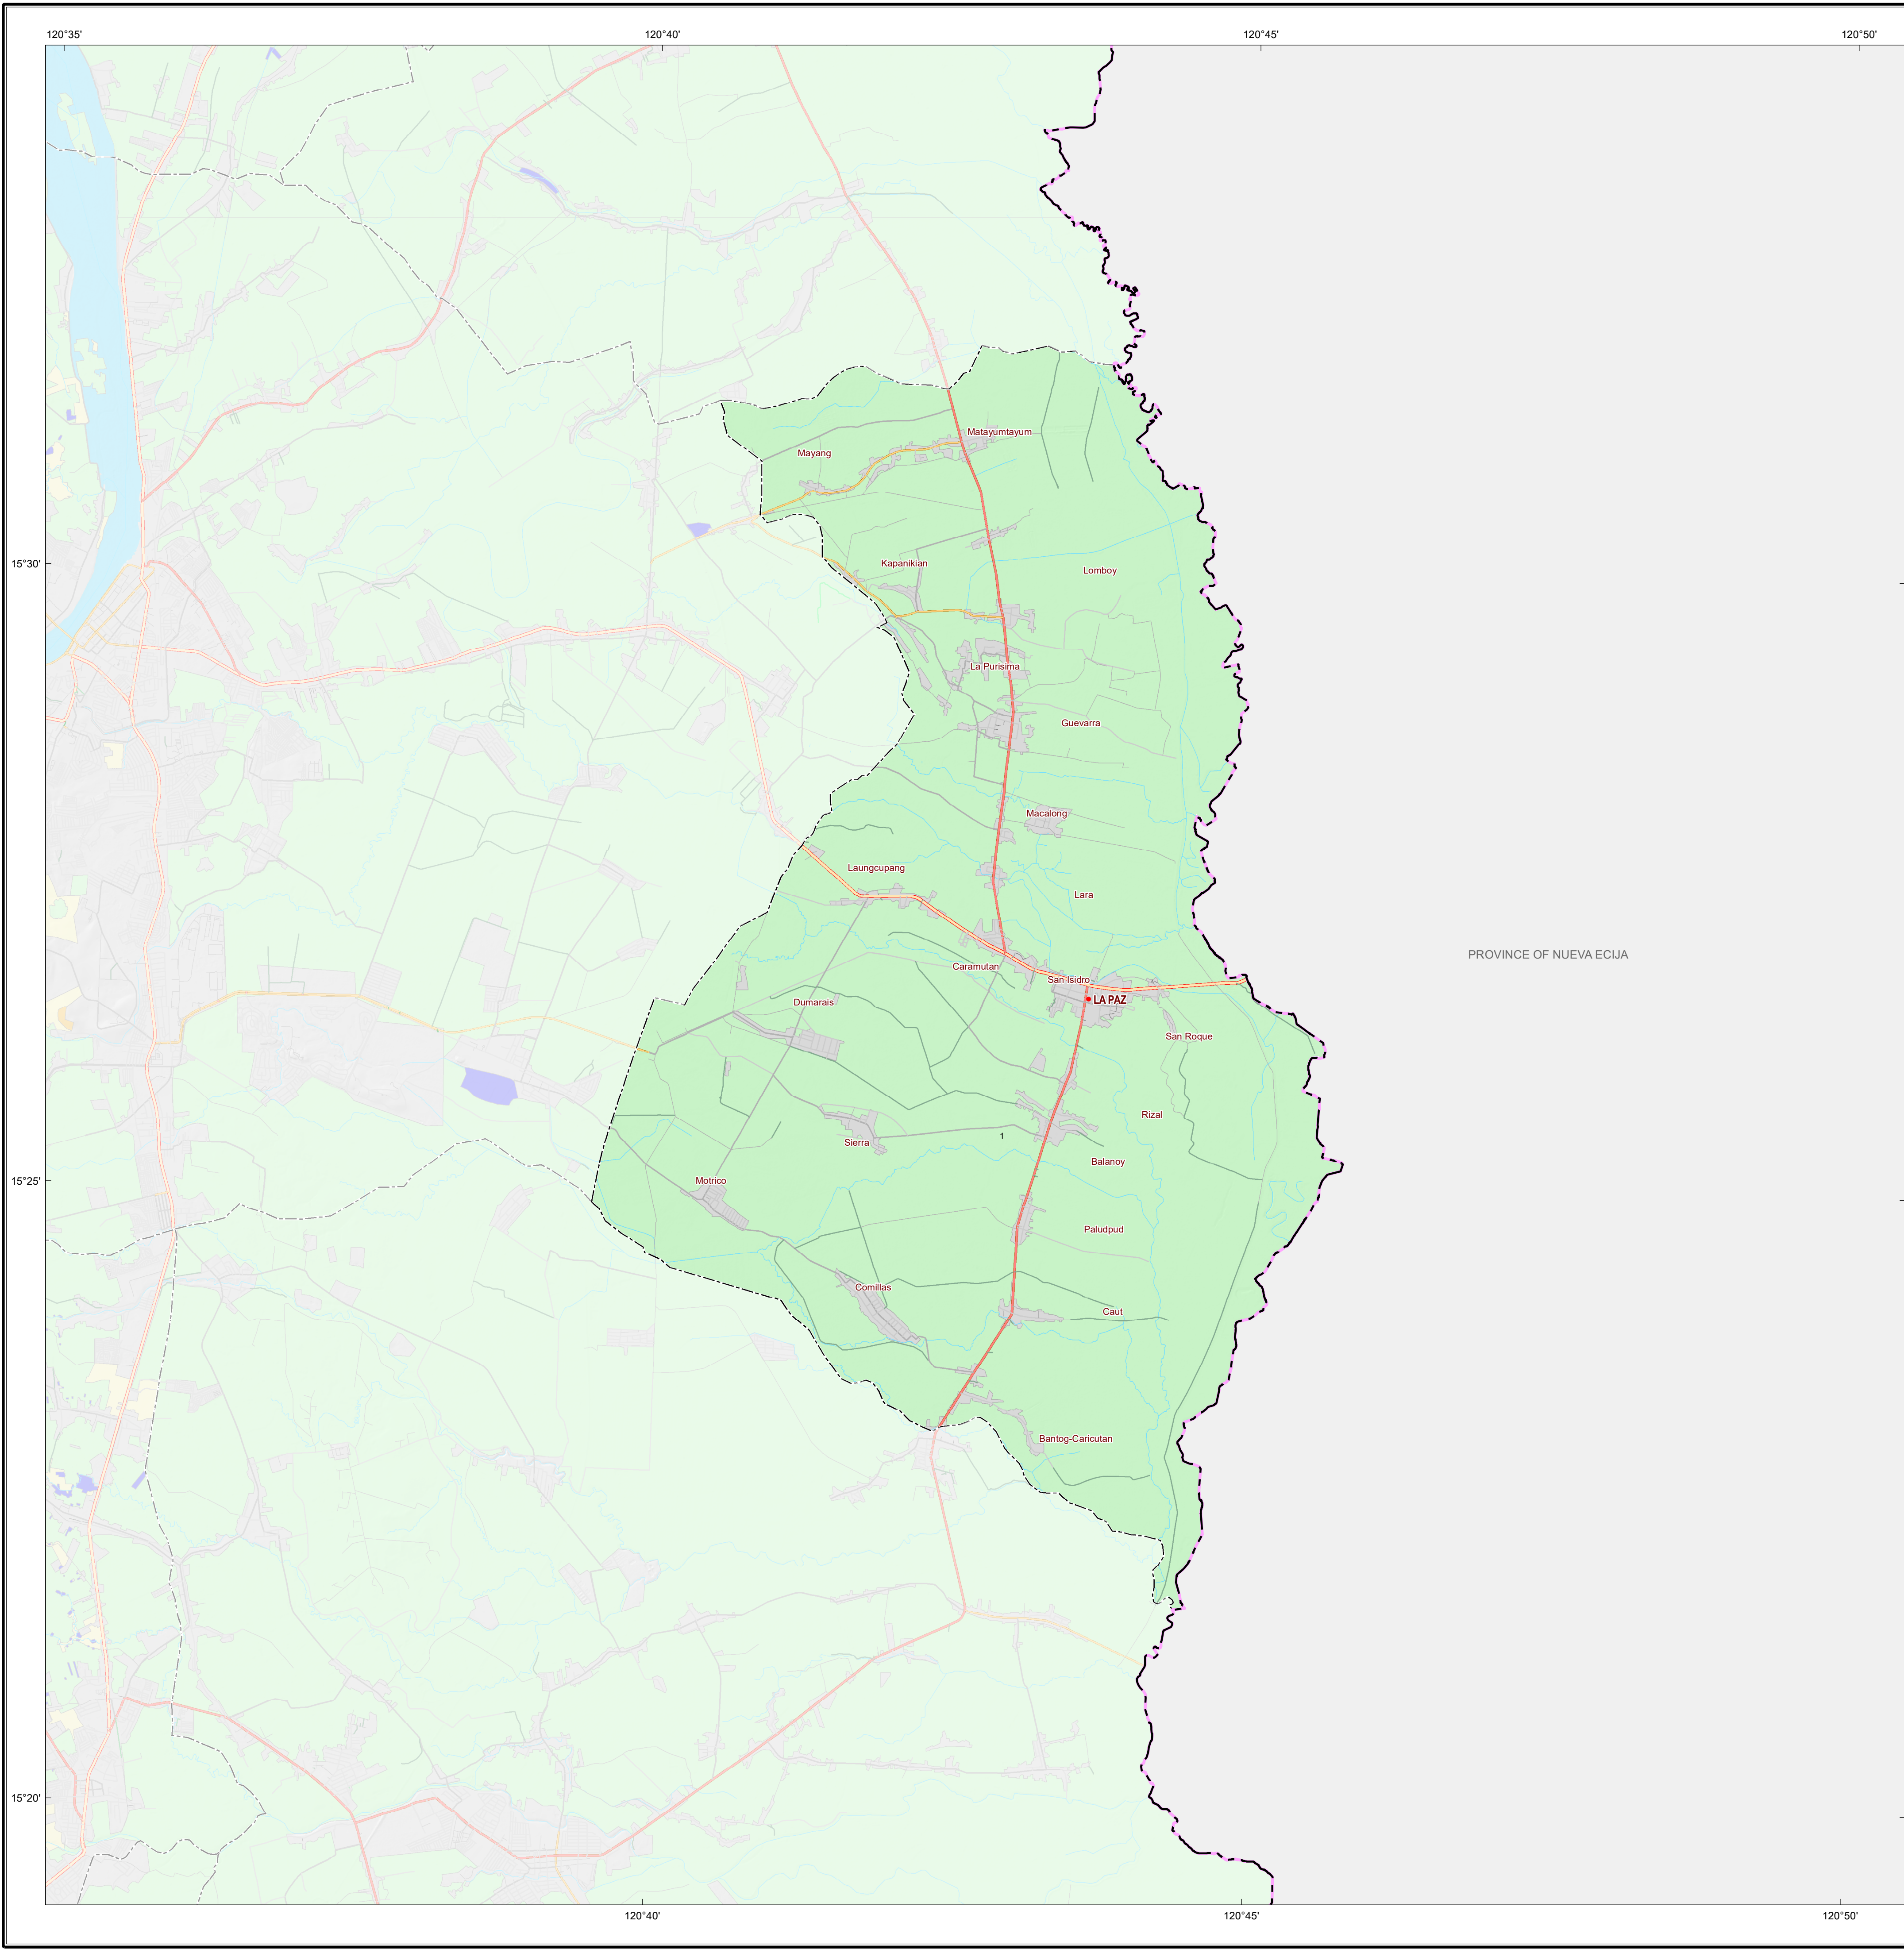 120°35'
120°40'
120°45'
120°50'
Matayumtayum
Mayang
15°30'
Kapanikian
Lomboy
La Purisima
Guevarra
Macalong
Laungcupang
Lara
PROVINCE OF NUEVA ECIJA
Caramutan
San Isidro
LA PAZ
Dumarais
San Roque
Rizal
1
Sierra
Balanoy
15°25'
Motrico
Paludpud
Comillas
Caut
Bantog-Caricutan
15°20'
120°40'
120°45'
120°50'